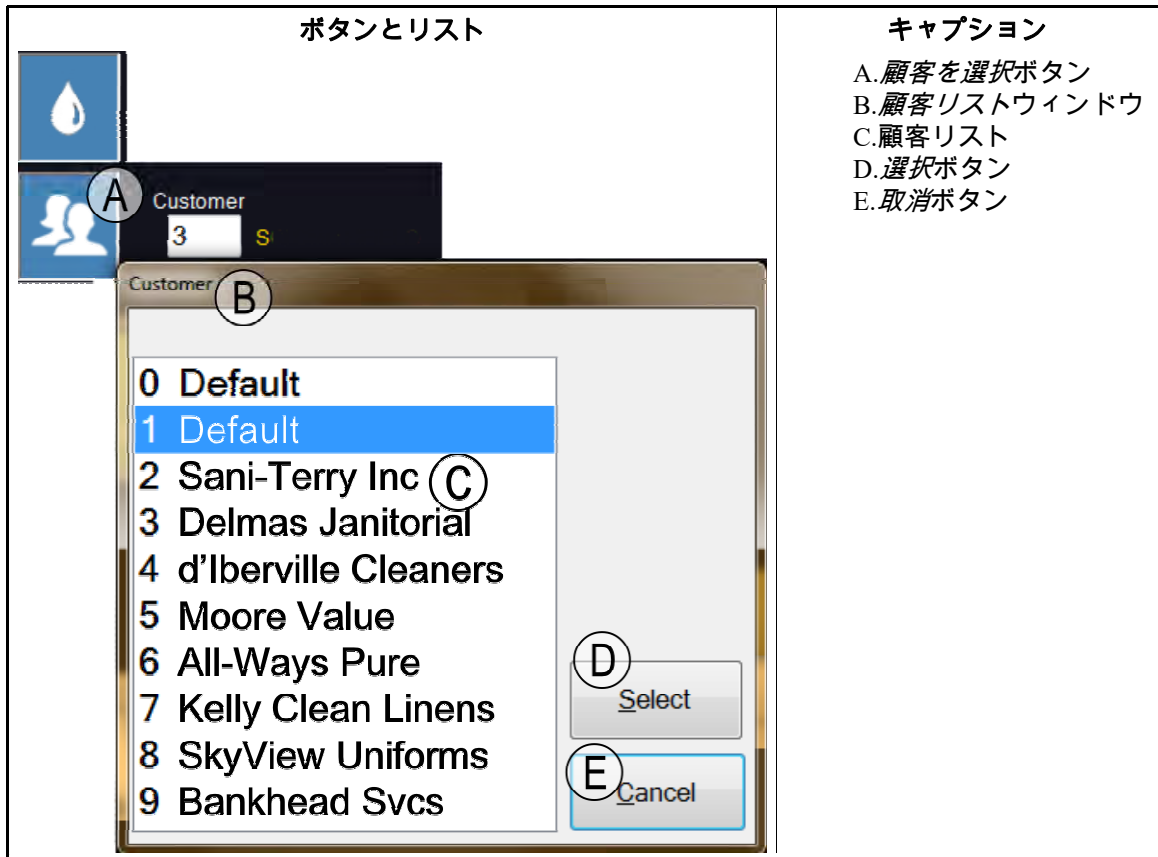 ボタンとリスト
キャプション
A
Customer
3
Customer
B
0 Default
1 Default
2 Sani-Terry Inc
C
3 Delmas Janitorial
4 d'Iberville Cleaners
5 Moore Value
6 All-Ways Pure
7 Kelly Clean Linens
8 SkyView Uniforms
9 Bankhead Svcs
D
Select
E
Cancel
A.顧客を選択ボタン
B.顧客リストウィンドウ
C.顧客リスト
D.選択ボタン
E.取消ボタン